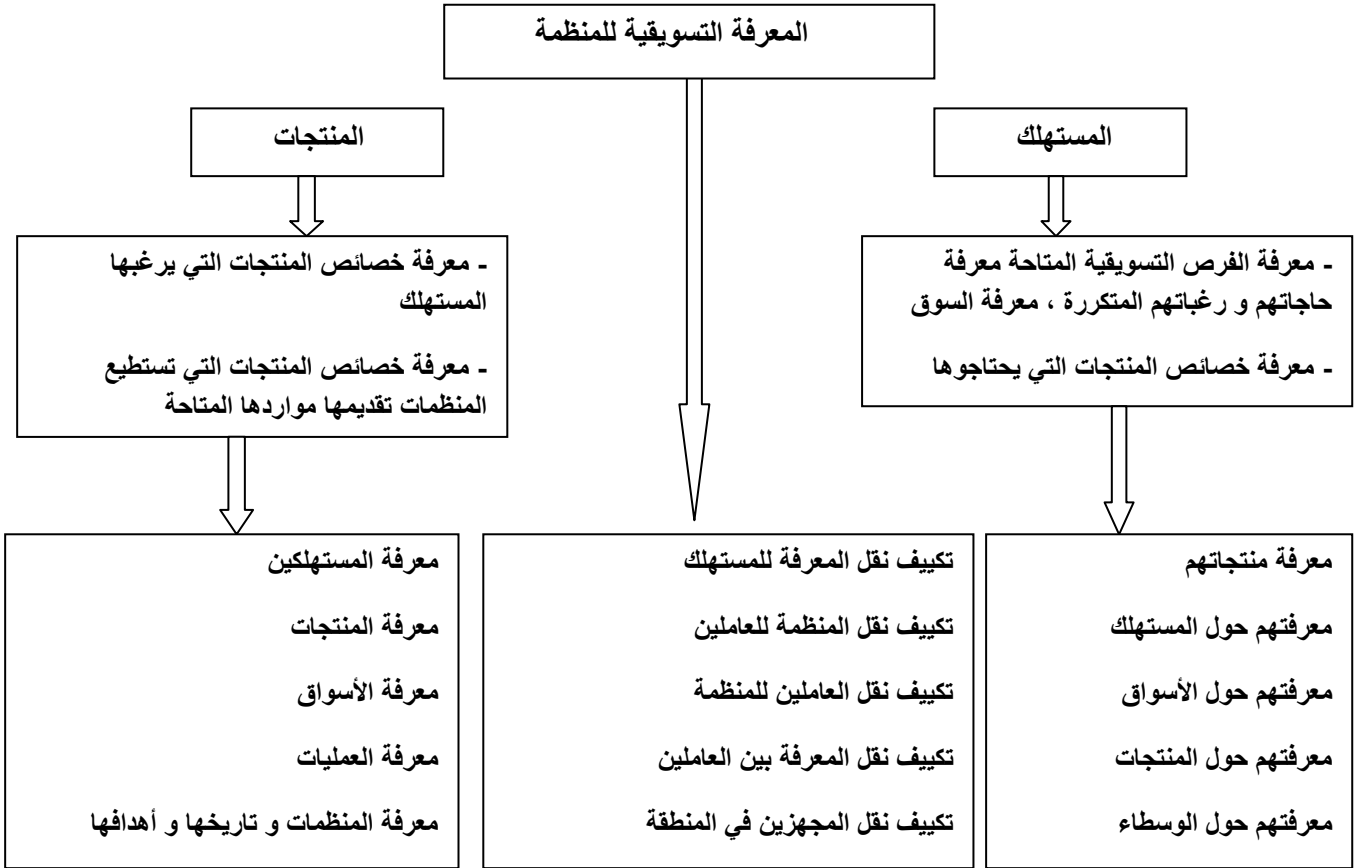 المعرفة التسويقية للمنظمة
المستهلك
المنتجات
- معرفة الفرص التسويقية المتاحة معرفة
حاجاتهم و رغباتهم المتكررة ، معرفة السوق
- معرفة خصائص المنتجات التي يحتاجوها
- معرفة خصائص المنتجات التي يرغبها
المستهلك
- معرفة خصائص المنتجات التي تستطيع
المنظمات تقديمها مواردها المتاحة
معرفة منتجاتهم
معرفتهم حول المستهلك
معرفتهم حول الأسواق
معرفتهم حول المنتجات
معرفتهم حول الوسطاء
تكييف نقل المعرفة للمستهلك
تكييف نقل المنظمة للعاملين
تكييف نقل العاملين للمنظمة
تكييف نقل المعرفة بين العاملين
تكييف نقل المجهزين في المنطقة
معرفة المستهلكين
معرفة المنتجات
معرفة الأسواق
معرفة العمليات
معرفة المنظمات و تاريخها و أهدافها